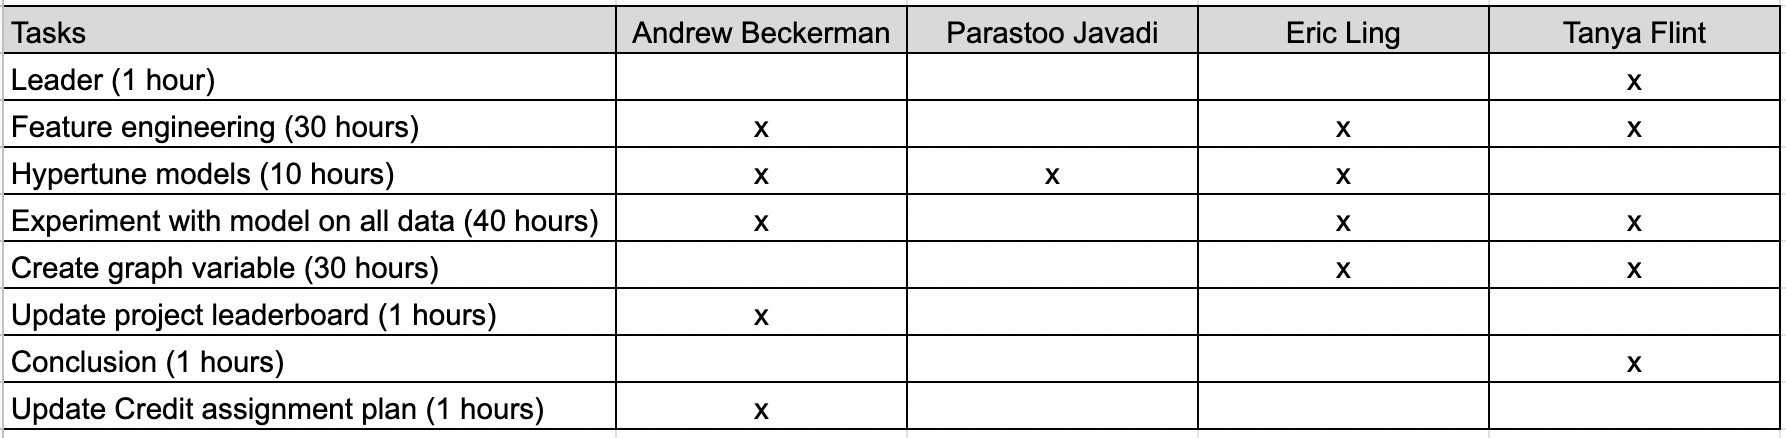 Tasks Andrew Beckerman Parastoo Javadi Eric Ling Tanya Flint
Leader (1 hour) x
Feature engineering (30 hours) x x x
Hypertune models (10 hours) x x x
Experiment with model on all data (40 hours) x x x
Create graph variable (30 hours) x x
Update project leaderboard (1 hours) x
Conclusion (1 hours) x
Update Credit assignment plan (1 hours) x